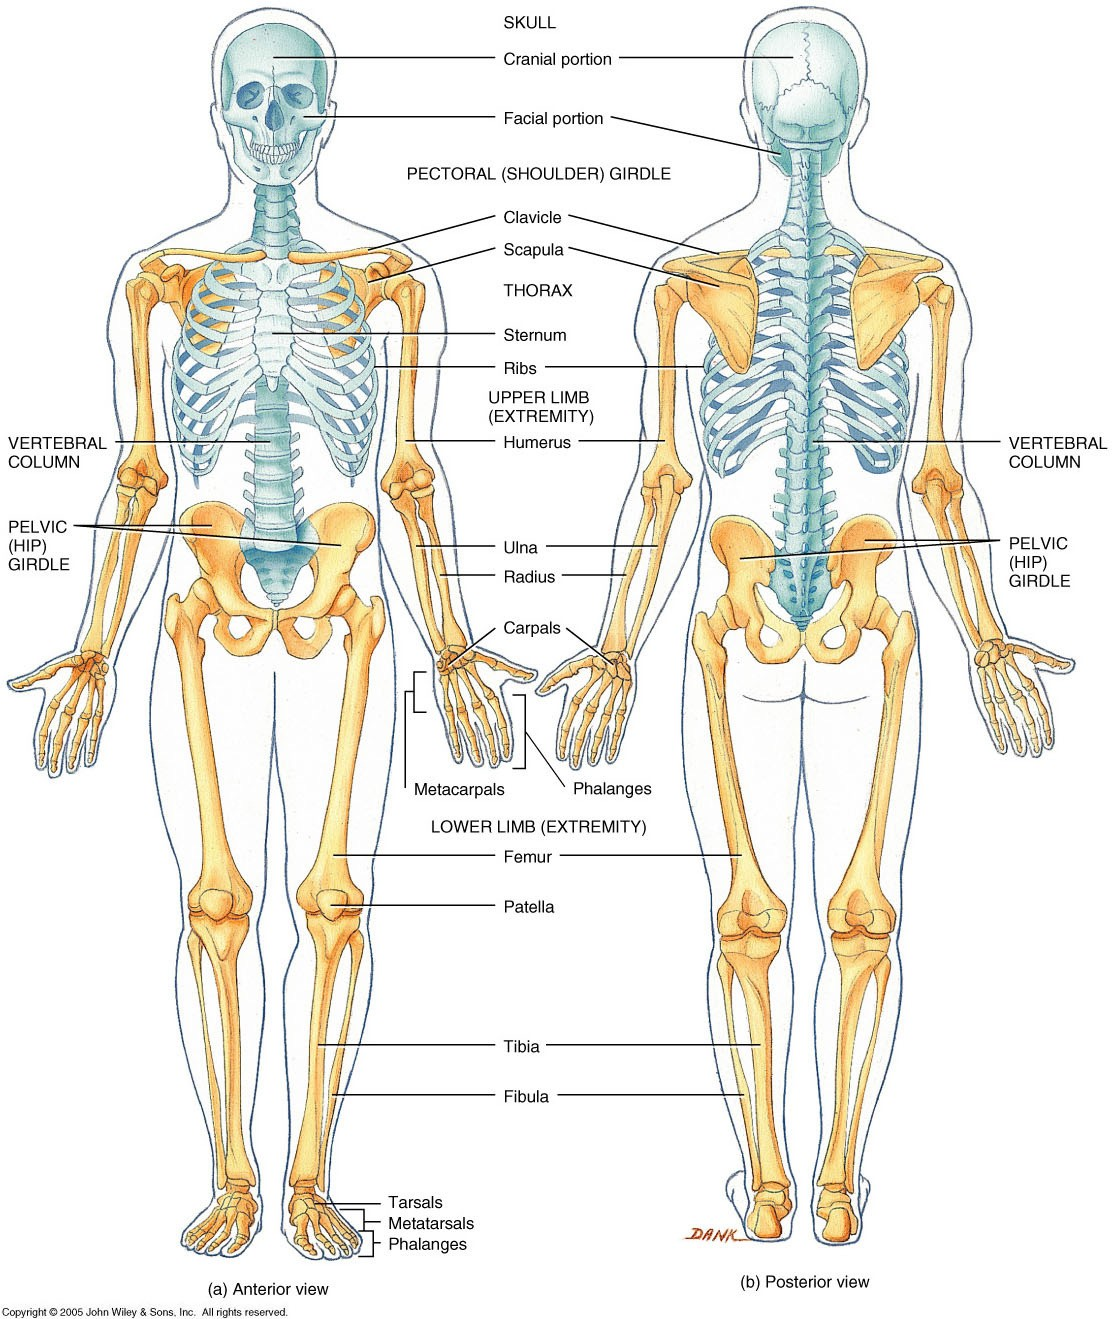 SKULL
Cranial portion
Facial portion
PECTORAL (SHOULDER) GIRDLE
Clavicle
Scapula
THORAX
Sternum
Ribs
UPPER LIMB
(EXTREMITY)
Humerus
VERTEBRAL
COLUMN
VERTEBRAL
COLUMN
PELVIC
(HIP)
GIRDLE
Ulna
PELVIC
(HIP)
GIRDLE
Radius
Carpals
Metacarpals
Phalanges
LOWER LIMB (EXTREMITY)
Femur
Patella
Tibia
Fibula
Tarsals
Metatarsals
Phalanges
DANK
(a) Anterior view
(b) Posterior view
Copyright © 2005 John Wiley & Sons, Inc. All rights reserved.